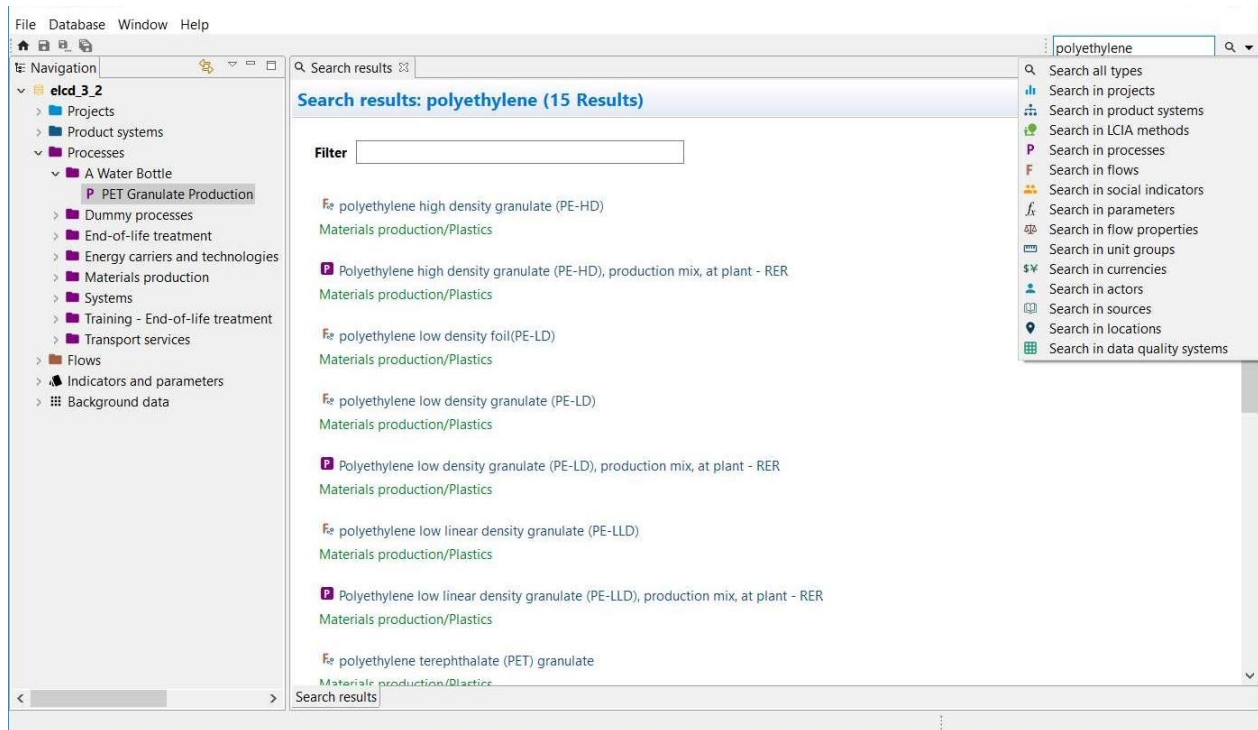 File Database Window Help
polyethylene
Navigation
elcd_3_2
Projects
Product systems
Processes
A Water Bottle
P PET Granulate Production
Dummy processes
End-of-life treatment
Energy carriers and technologies
Materials production
Systems
Training - End-of-life treatment
Transport services
Flows
Indicators and parameters
Background data
Search results
Search results: polyethylene (15 Results)
Filter
polyethylene high density granulate (PE-HD)
Materials production/Plastics
P Polyethylene high density granulate (PE-HD), production mix, at plant - RER
Materials production/Plastics
polyethylene low density foil(PE-LD)
Materials production/Plastics
polyethylene low density granulate (PE-LD)
Materials production/Plastics
P Polyethylene low density granulate (PE-LD), production mix, at plant - RER
Materials production/Plastics
polyethylene low linear density granulate (PE-LLD)
Materials production/Plastics
P Polyethylene low linear density granulate (PE-LLD), production mix, at plant - RER
Materials production/Plastics
polyethylene terephthalate (PET) granulate
Materials production/Plastics
Search results
Search all types
Search in projects
Search in product systems
Search in LCIA methods
P Search in processes
F Search in flows
Search in social indicators
fx Search in parameters
Search in flow properties
Search in unit groups
$¥ Search in currencies
Search in actors
Search in sources
Search in locations
Search in data quality systems